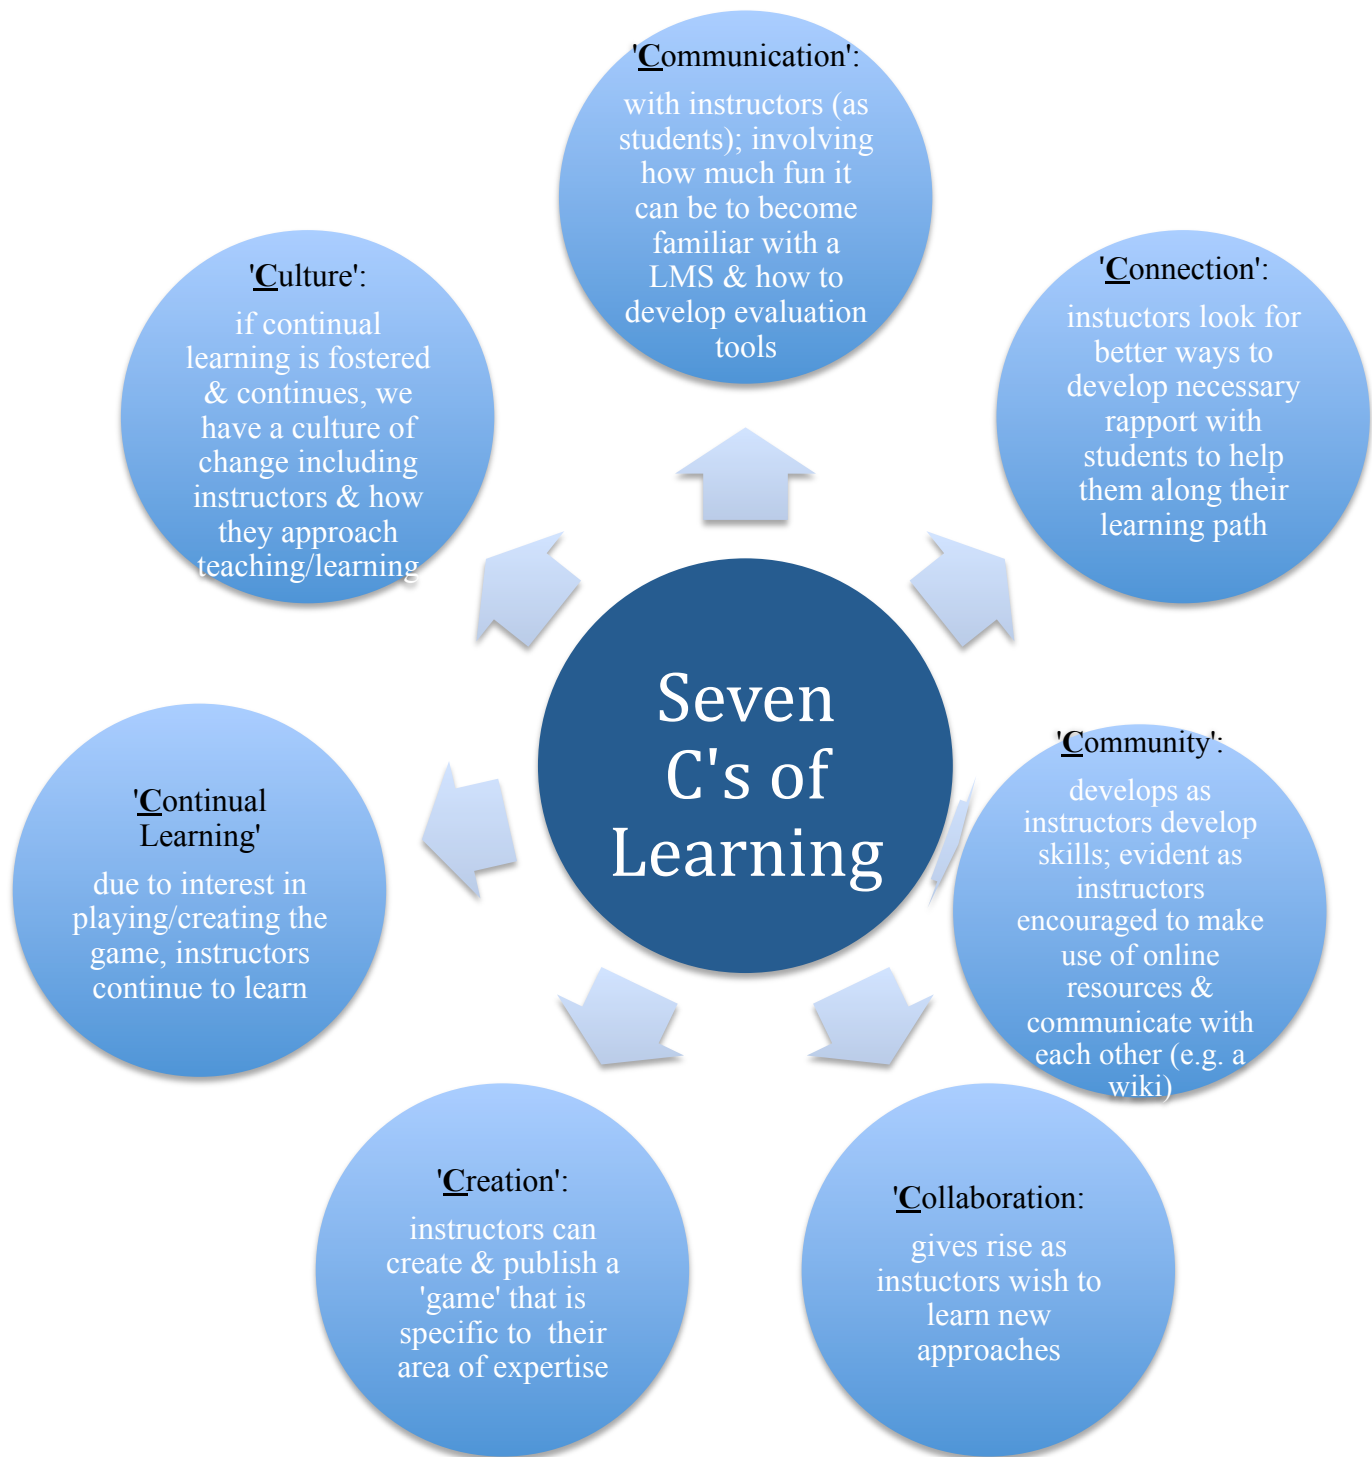 'Communication':
with instructors (as
students); involving
how much fun it
can be to become
familiar with a
LMS & how to
develop evaluation
tools
'Connection':
instuctors look for
better ways to
develop necessary
rapport with
students to help
them along their
learning path
'Community':
develops as
instructors develop
skills; evident as
instructors
encouraged to make
use of online
resources &
communicate with
each other (e.g. a
wiki)
'Collaboration:
gives rise as
instuctors wish to
learn new
approaches
'Creation':
instructors can
create & publish a
'game' that is
specific to  their
area of expertise
'Continual
Learning'
due to interest in
playing/creating the
game, instructors
continue to learn
'Culture':
if continual
learning is fostered
& continues, we
have a culture of
change including
instructors & how
they approach
teaching/learning
Seven
C's of
Learning